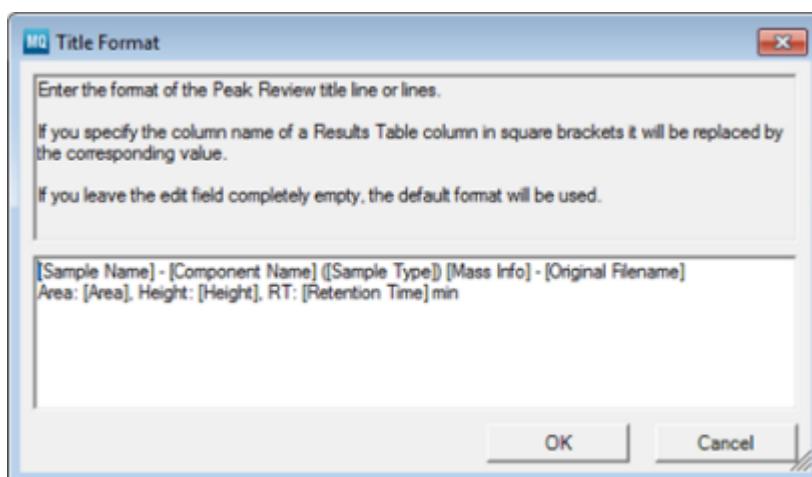 MQ Title Format
Enter the format of the Peak Review title line or lines.
If you specify the column name of a Results Table column in square brackets it will be replaced by
the corresponding value.
If you leave the edit field completely empty, the default format will be used.
[Sample Name] - [Component Name] ([Sample Type]) [Mass Info] - [Original Filename]
Area: [Area], Height: [Height], RT: [Retention Time] min
OK Cancel